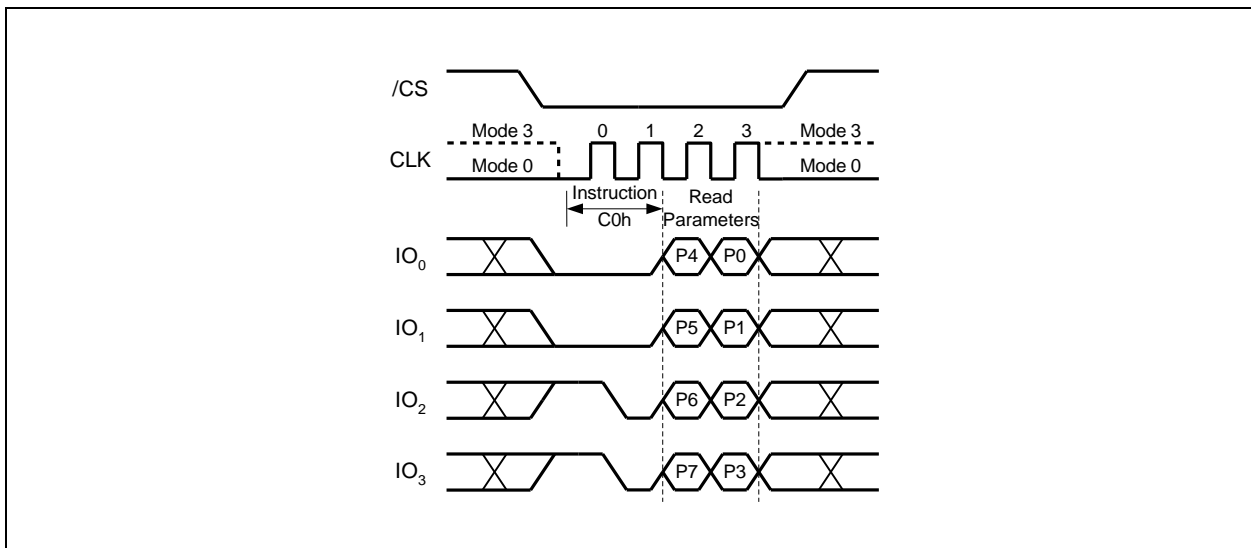 /CS
Mode 3 0 1 2 3 Mode 3
CLK
Mode 0 Mode 0
Instruction Read
C0h Parameters
IO0 P4 P0
IO1 P5 P1
IO2 P6 P2
IO3 P7 P3